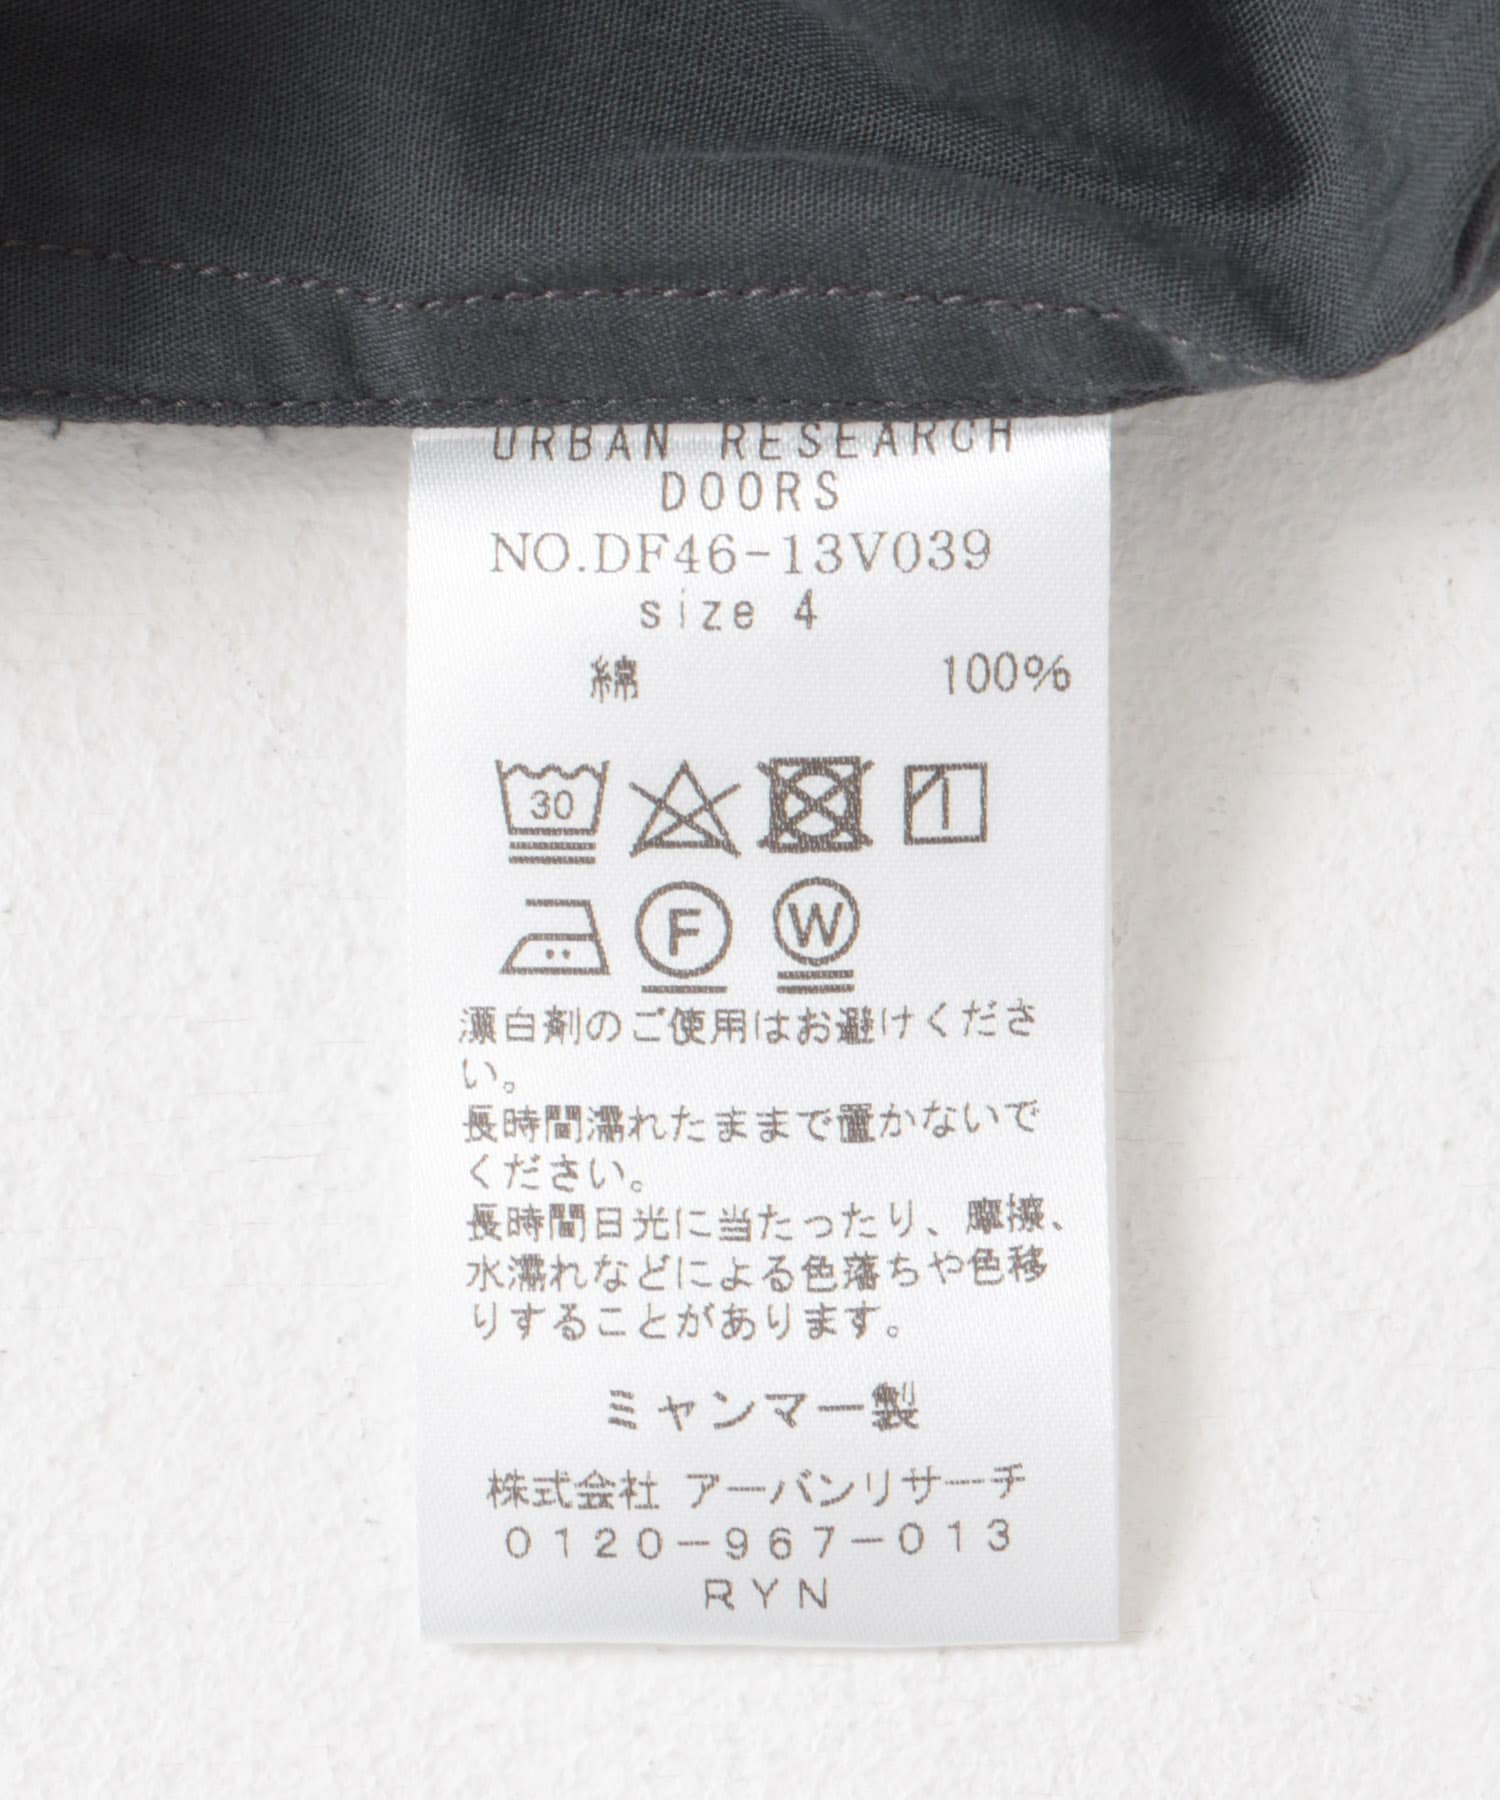 URBAN RESEARCH
DOORS
NO.DF46-13V039
size 4
綿 100%
30
F W
漂白剤のご使用はお避けくださ
い。
長時間濡れたままで置かないで
ください。
長時間日光に当たったり、摩擦、
水濡れなどによる色落ちや色移
りすることがあります。
ミャンマー製
株式会社 アーバンリサーチ
0120-967-013
RYN